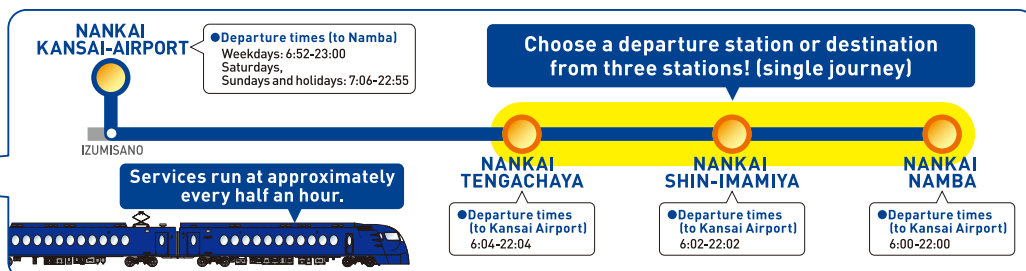 NANKAI
KANSAI-AIRPORT
●Departure times (to Namba)
Weekdays: 6:52-23:00
Saturdays,
Sundays and holidays: 7:06-22:55
Choose a departure station or destination
from three stations! (single journey)
IZUMISANO
NANKAI
TENGACHAYA
NANKAI
SHIN-IMAMIYA
NANKAI
NAMBA
Services run at approximately
every half an hour.
●Departure times
(to Kansai Airport)
6:04-22:04
●Departure times
(to Kansai Airport)
6:02-22:02
●Departure times
(to Kansai Airport)
6:00-22:00